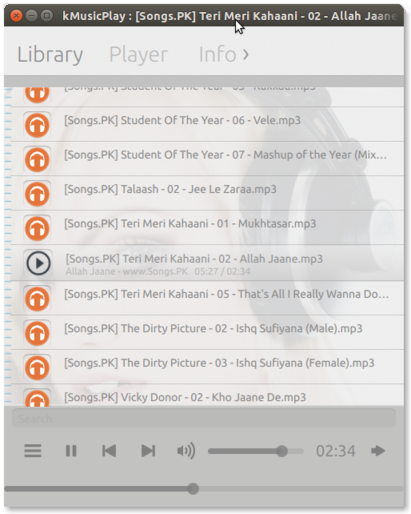 kMusicPlay : [Songs.PK] Teri Meri Kahaani - 02 - Allah Jaane
Library Player Info ›
[Songs.PK] Student Of The Year - 05 -
[Songs.PK] Student Of The Year - 06 - Vele.mp3
[Songs.PK] Student Of The Year - 07 - Mashup of the Year (Mix...
[Songs.PK] Talaash - 02 - Jee Le Zaraa.mp3
[Songs.PK] Teri Meri Kahaani - 01 - Mukhtasar.mp3
[Songs.PK] Teri Meri Kahaani - 02 - Allah Jaane.mp3
Allah Jaane - www.Songs.PK 05:27 / 02:34
[Songs.PK] Teri Meri Kahaani - 05 - That's All I Really Wanna Do...
[Songs.PK] The Dirty Picture - 02 - Ishq Sufiyana (Male).mp3
[Songs.PK] The Dirty Picture - 03 - Ishq Sufiyana (Female).mp3
[Songs.PK] Vicky Donor - 02 - Kho Jaane De.mp3
Search
02:34